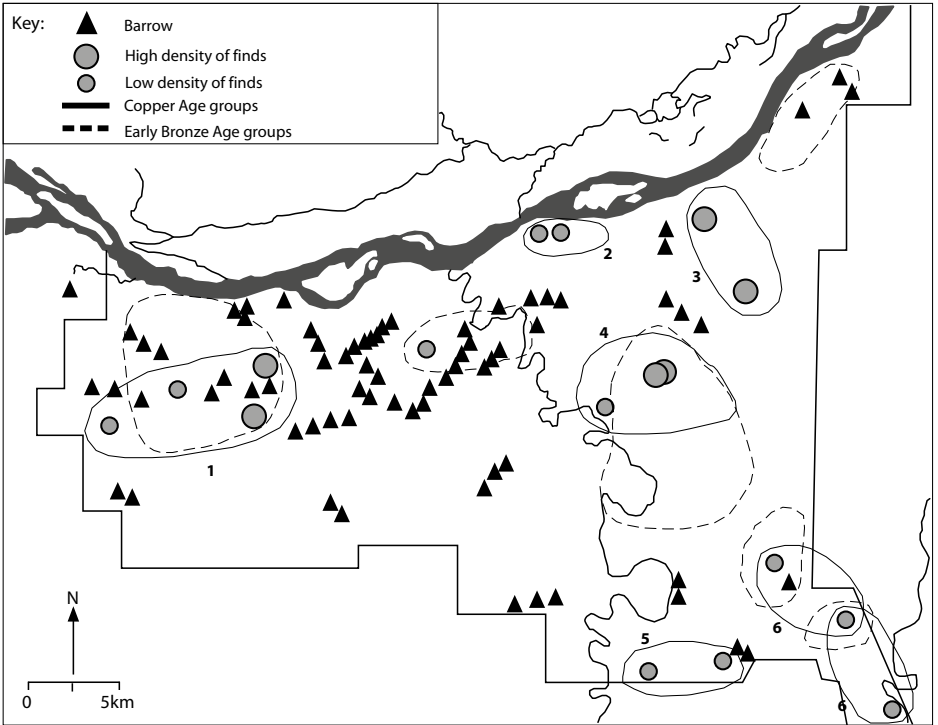 Key:
Barrow
High density of finds
Low density of finds
Copper Age groups
Early Bronze Age groups
2
3
4
1
6
5
6
N
0
5km